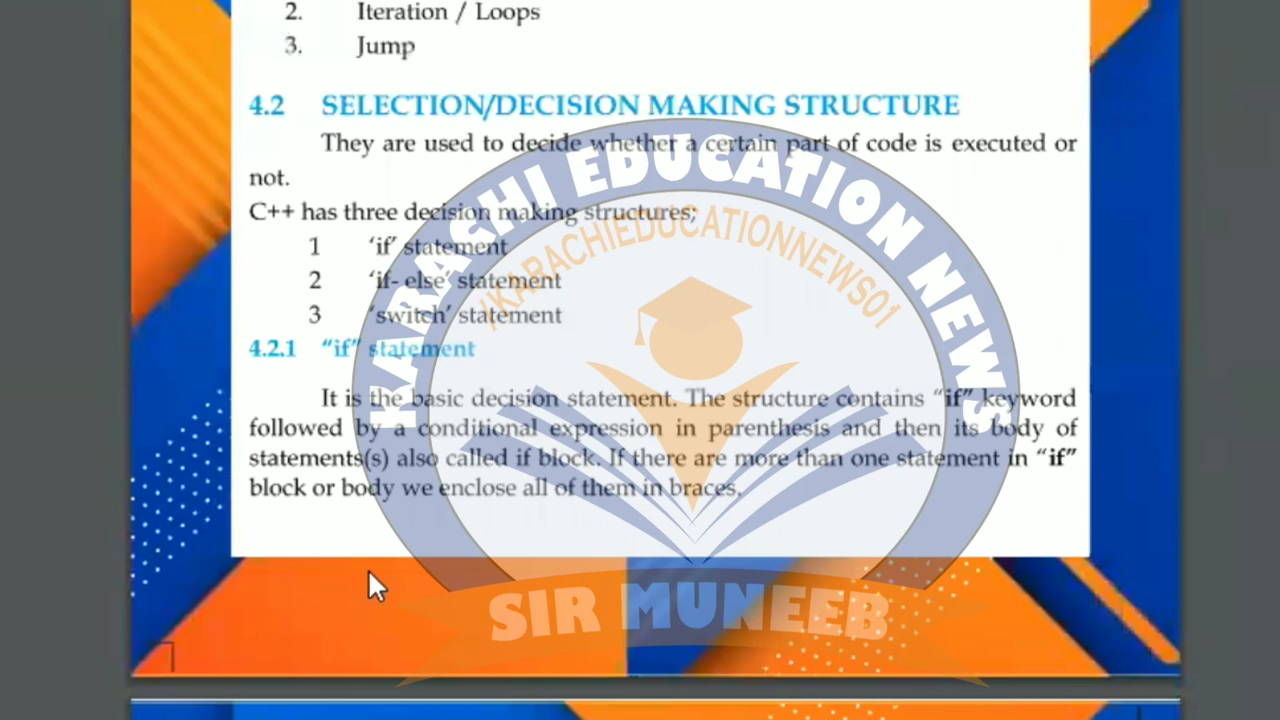 2. Iteration / Loops
3. Jump
4.2 SELECTION/DECISION MAKING STRUCTURE
They are used to decide whether a certain part of code is executed or
not.
C++ has three decision making structures;
1 ‘if’ statement
2 ‘if- else’ statement
3 ‘switch’ statement
4.2.1 “if” statement
It is the basic decision statement. The structure contains “if” keyword
followed by a conditional expression in parenthesis and then its body of
statements(s) also called if block. If there are more than one statement in “if”
block or body we enclose all of them in braces.
KARACHI EDUCATION NEWS
/KARACHIEDUCATIONNEWS01
SIR MUNEEB